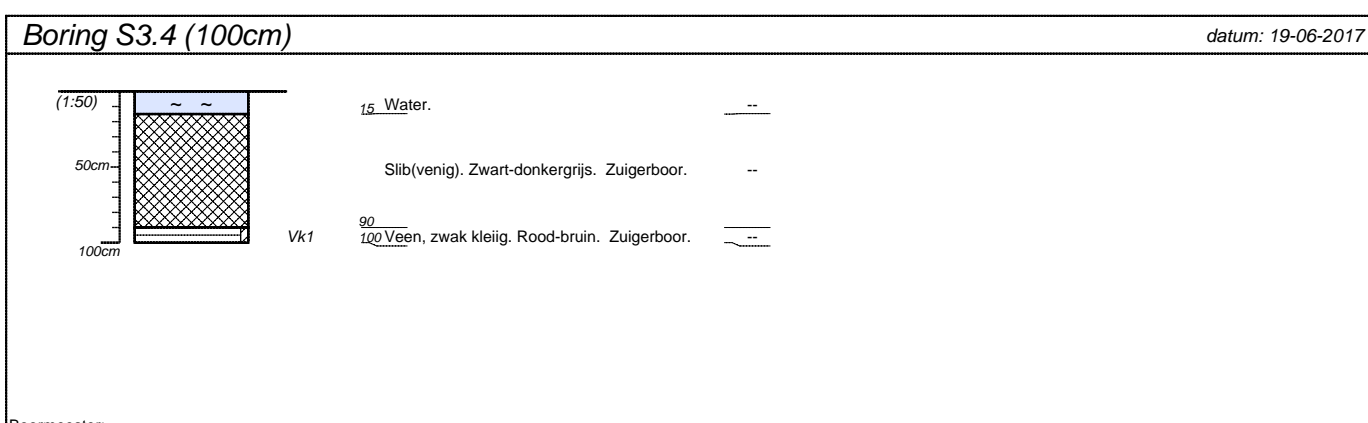 Boring S3.4 (100cm) datum: 19-06-2017
(1:50) ~ ~ 15 Water. --
50cm Slib(venig). Zwart-donkergrijs. Zuigerboor. --
90
Vk1 100 Veen, zwak kleiig. Rood-bruin. Zuigerboor. --
100cm